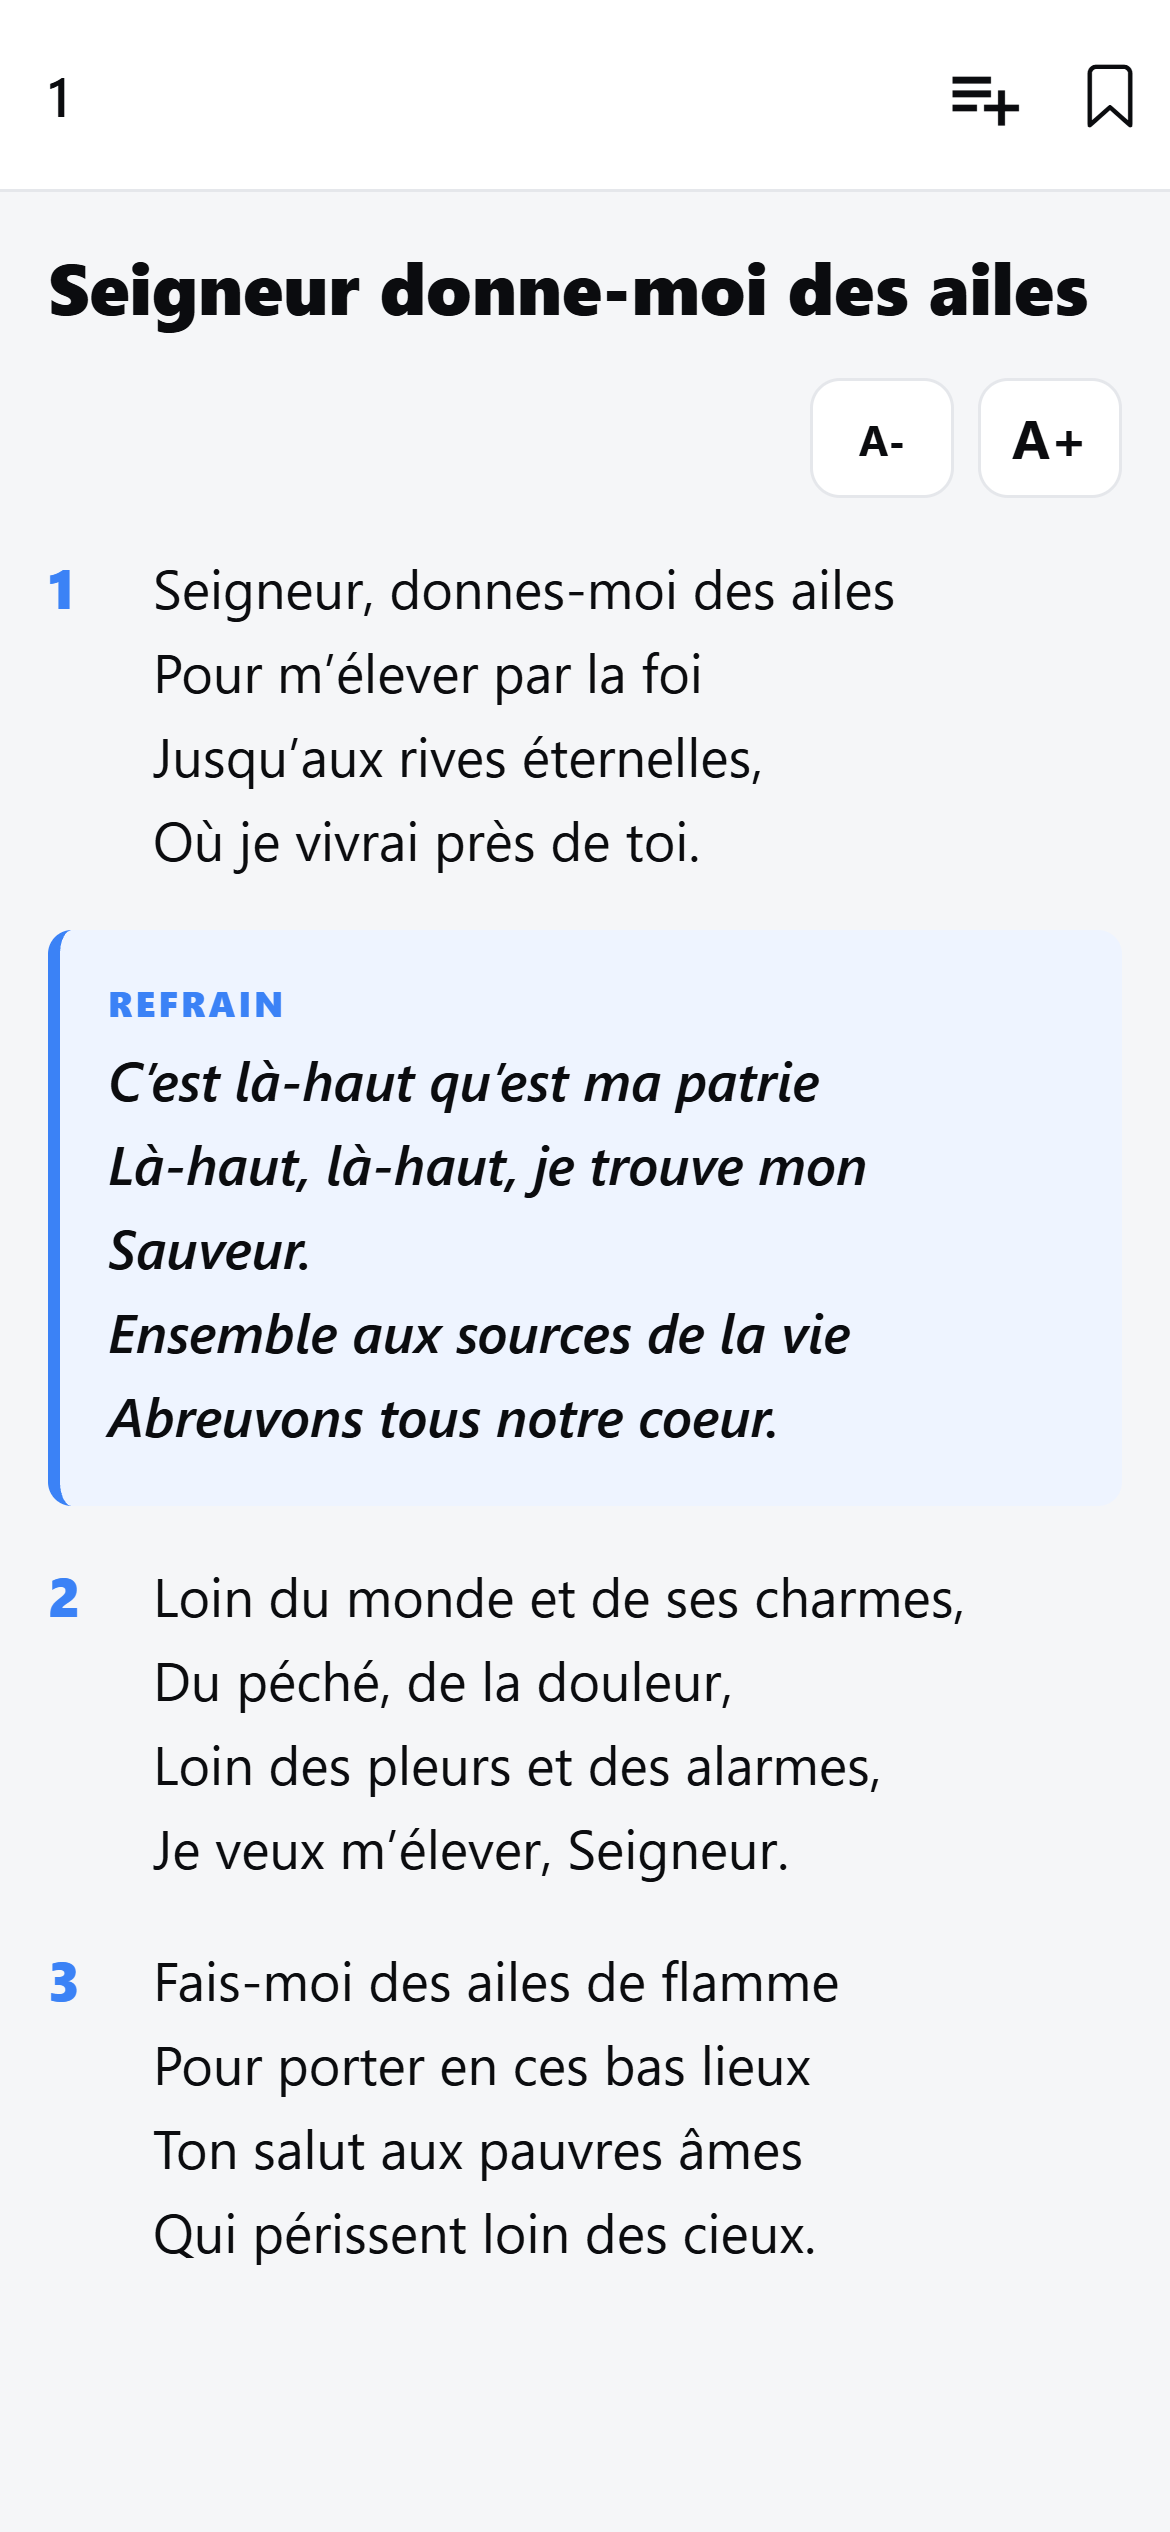 1
Seigneur donne-moi des ailes
A-
A+
1
Seigneur, donnes-moi des ailes
Pour m’élever par la foi
Jusqu’aux rives éternelles,
Où je vivrai près de toi.
REFRAIN
C’est là-haut qu’est ma patrie
Là-haut, là-haut, je trouve mon
Sauveur.
Ensemble aux sources de la vie
Abreuvons tous notre coeur.
2
Loin du monde et de ses charmes,
Du péché, de la douleur,
Loin des pleurs et des alarmes,
Je veux m’élever, Seigneur.
3
Fais-moi des ailes de flamme
Pour porter en ces bas lieux
Ton salut aux pauvres âmes
Qui périssent loin des cieux.